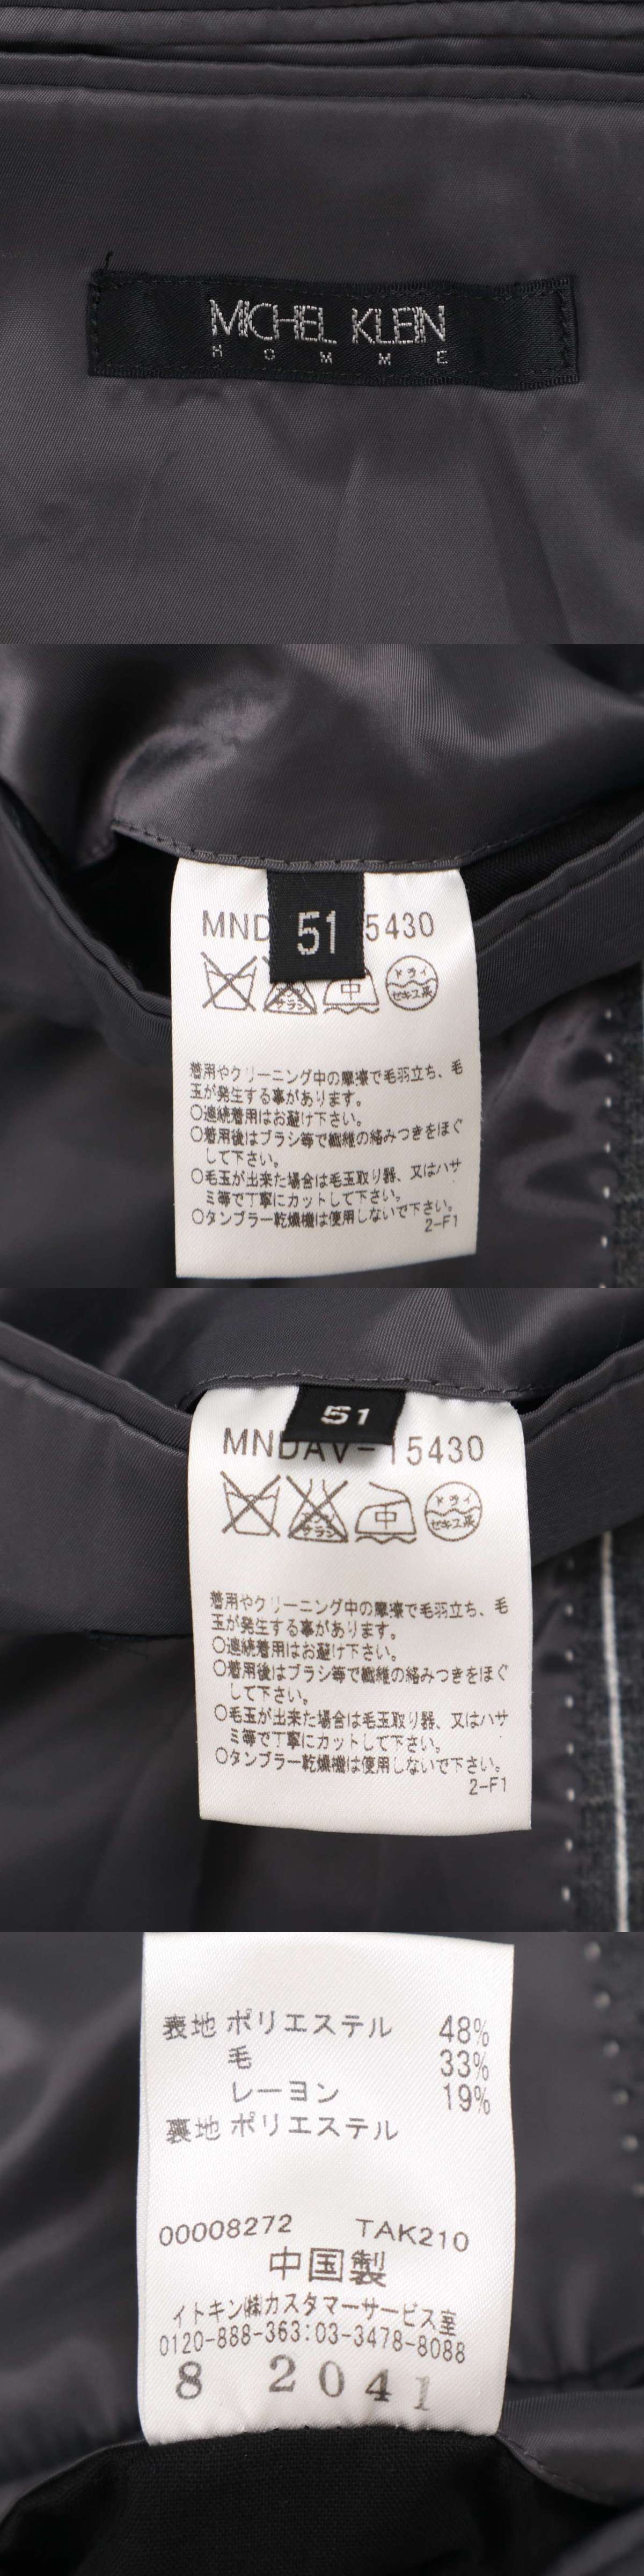 MICHEL KLEIN
HOMME
51
MND 5430
中
ドライ
セキユ系
着用やクリーニング中の摩擦で毛羽立ち、毛
玉が発生する事があります。
○連続着用はお避け下さい。
○着用後はブラシ等で繊維の絡みつきをほぐ
して下さい。
○毛玉が出来た場合は毛玉取り器、又はハサ
ミ等で丁寧にカットして下さい。
○タンブラー乾燥機は使用しないで下さい。
2-F1
51
MNDAV-15430
エンソ
サラシ
中
ドライ
セキユ系
着用やクリーニング中の摩擦で毛羽立ち、毛
玉が発生する事があります。
○連続着用はお避け下さい。
○着用後はブラシ等で繊維の絡みつきをほぐ
して下さい。
○毛玉が出来た場合は毛玉取り器、又はハサ
ミ等で丁寧にカットして下さい。
○タンブラー乾燥機は使用しないで下さい。
2-F1
表地 ポリエステル 48%
毛 33%
レーヨン 19%
裏地 ポリエステル
00008272 TAK210
中国製
イトキン㈱カスタマーサービス室
0120-888-363:03-3478-8088
8 2041